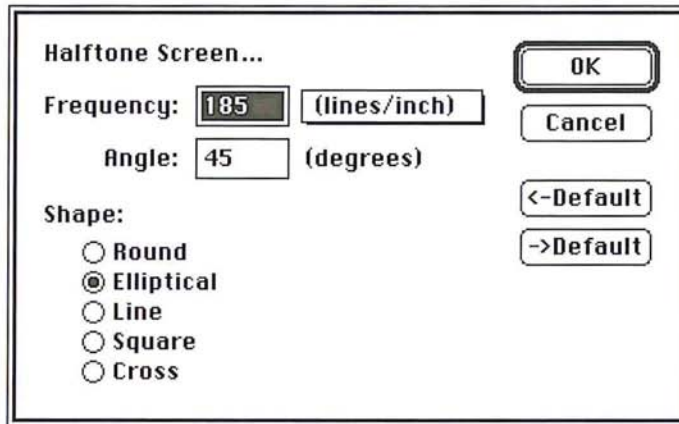 Halftone Screen...
Frequency: 185 (lines/inch)
Angle: 45 (degrees)
Shape:
Round
Elliptical
Line
Square
Cross
OK
Cancel
<-Default
->Default